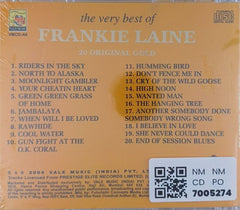 the very best of
FRANKIE LAINE
20 ORIGINAL GOLD
1. RIDERS IN THE SKY
2. NORTH TO ALASKA
3. MOONLIGHT GAMBLER
4. YOUR CHEATIN HEART
5. GREEN GREEN GRASS
OF HOME
6. JAMBALAYA
7. WHEN WILL I BE LOVED
8. RAWHIDE
9. COOL WATER
10. GUN FIGHT AT THE
O.K. CORAL
11. HUMMING BIRD
12. DON'T FENCE ME IN
13. CRY OF THE WILD GOOSE
14. HIGH NOON
15. WANTED MAN
16. THE HANGING TREE
17. ANOTHER SOMEBODY DONE
SOMEBODY WRONG SONG
18. I BELIEVE IN LOVE
19. SHE NEVER COULD DANCE
20. END OF SEASON
NM NM
CD PO
7005274